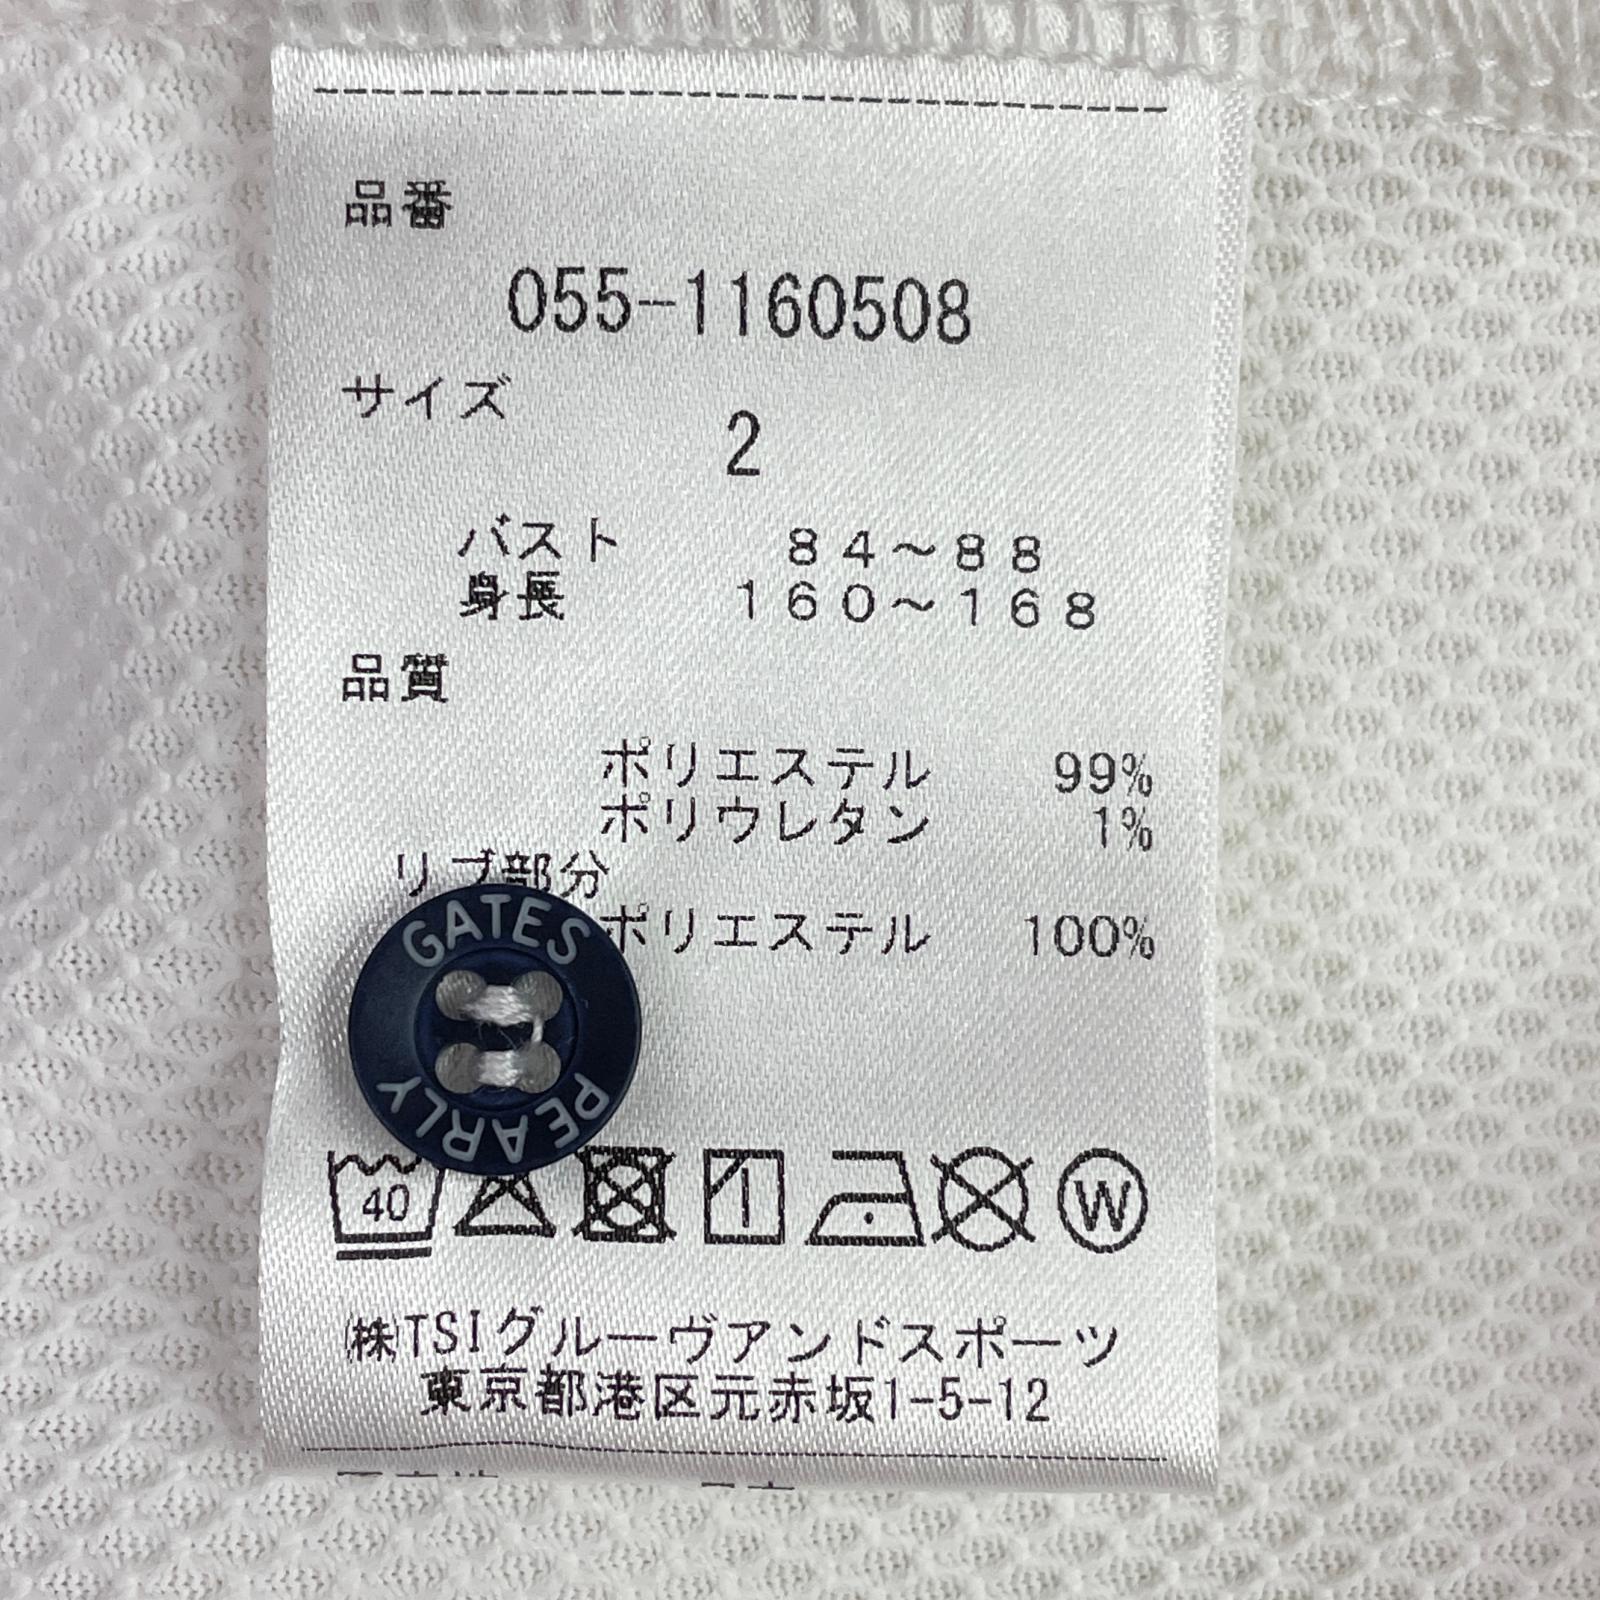 品番
055-1160508
サイズ
2
バスト 84～88
身長 160～168
品質
ポリエステル 99%
ポリウレタン 1%
リブ部分
ポリエステル 100%
GATES
PEARLY
40
W
㈱TSIグルーヴアンドスポーツ
東京都港区元赤坂1-5-12